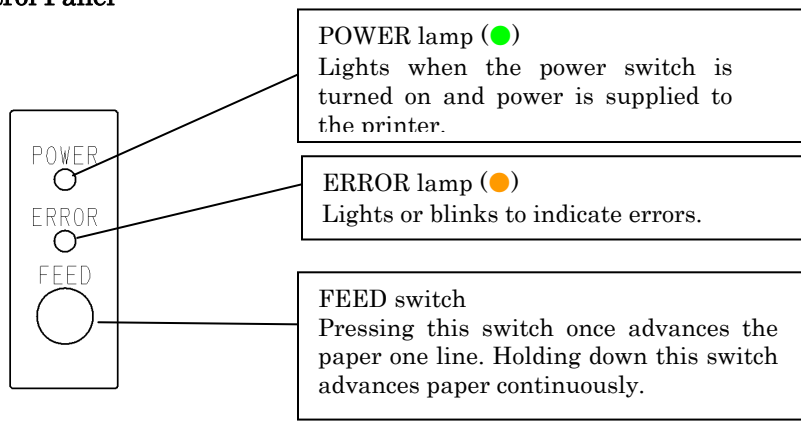 POWER lamp (●)
Lights when the power switch is
turned on and power is supplied to
the printer.
POWER
ERROR lamp (●)
Lights or blinks to indicate errors.
ERROR
FEED
FEED switch
Pressing this switch once advances the
paper one line. Holding down this switch
advances paper continuously.